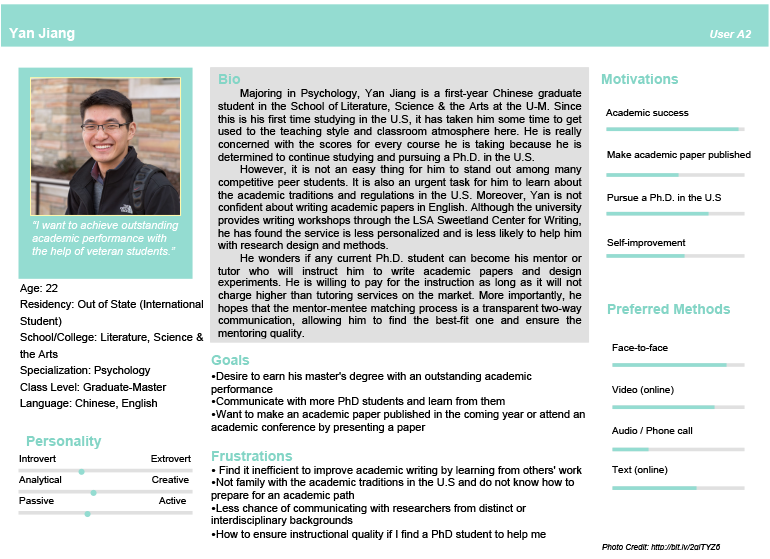 Yan Jiang
User A2
"I want to achieve outstanding
academic performance with
the help of veteran students."
Age: 22
Residency: Out of State (International
Student)
School/College: Literature, Science &
the Arts
Specialization: Psychology
Class Level: Graduate-Master
Language: Chinese, English
Personality
Introvert Extrovert
Analytical Creative
Passive Active
Bio
Majoring in Psychology, Yan Jiang is a first-year Chinese graduate
student in the School of Literature, Science & the Arts at the U-M. Since
this is his first time studying in the U.S, it has taken him some time to get
used to the teaching style and classroom atmosphere here. He is really
concerned with the scores for every course he is taking because he is
determined to continue studying and pursuing a Ph.D. in the U.S.
However, it is not an easy thing for him to stand out among many
competitive peer students. It is also an urgent task for him to learn about
the academic traditions and regulations in the U.S. Moreover, Yan is not
confident about writing academic papers in English. Although the university
provides writing workshops through the LSA Sweetland Center for Writing,
he has found the service is less personalized and is less likely to help him
with research design and methods.
He wonders if any current Ph.D. student can become his mentor or
tutor who will instruct him to write academic papers and design
experiments. He is willing to pay for the instruction as long as it will not
charge higher than tutoring services on the market. More importantly, he
hopes that the mentor-mentee matching process is a transparent two-way
communication, allowing him to find the best-fit one and ensure the
mentoring quality.
Goals
•Desire to earn his master's degree with an outstanding academic
performance
•Communicate with more PhD students and learn from them
•Want to make an academic paper published in the coming year or attend an
academic conference by presenting a paper
Frustrations
• Find it inefficient to improve academic writing by learning from others' work
•Not family with the academic traditions in the U.S and do not know how to
prepare for an academic path
•Less chance of communicating with researchers from distinct or
interdisciplinary backgrounds
•How to ensure instructional quality if I find a PhD student to help me
Motivations
Academic success
Make academic paper published
Pursue a Ph.D. in the U.S
Self-improvement
Preferred Methods
Face-to-face
Video (online)
Audio / Phone call
Text (online)
Photo Credit: http://bit.ly/2qlTYZ6